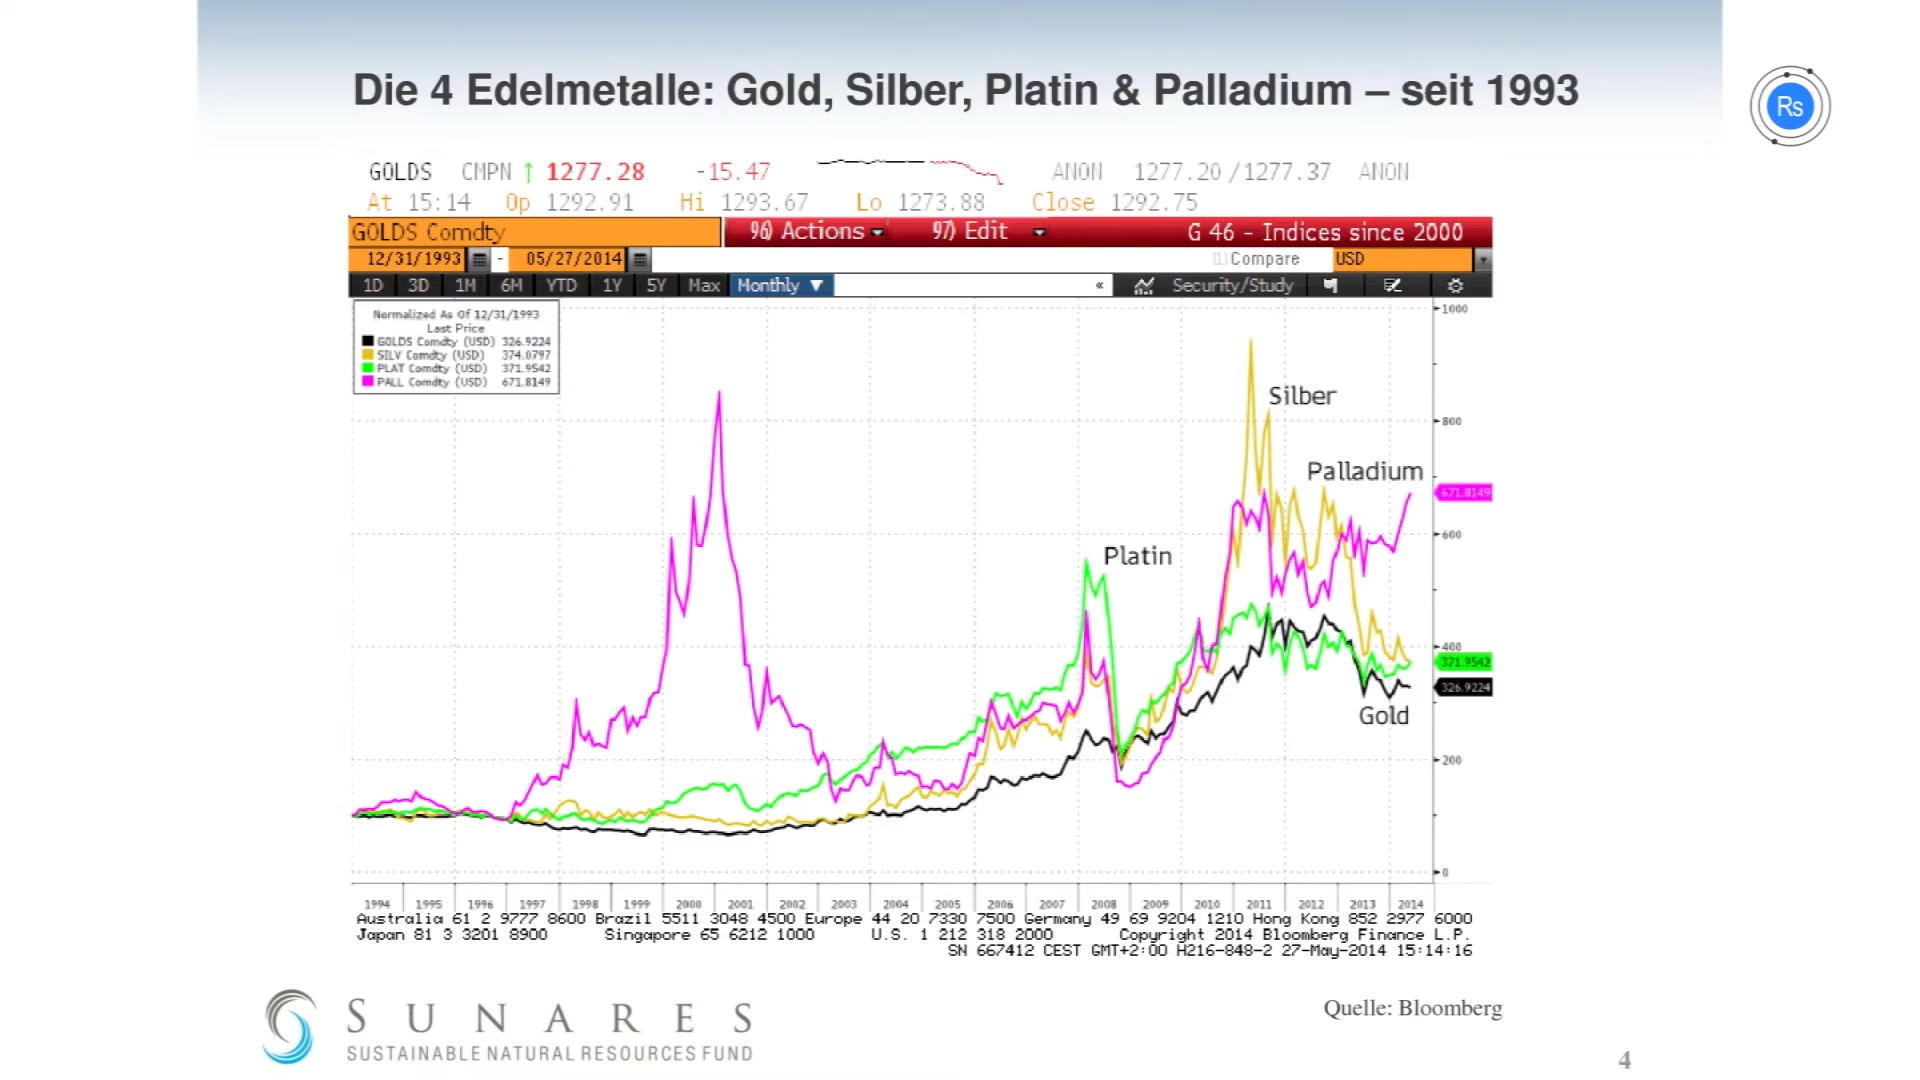 Die 4 Edelmetalle: Gold, Silber, Platin & Palladium – seit 1993
Rs
GOLDS CMPN ↑ 1277.28 -15.47 ANON 1277.20/1277.37 ANON
At 15:14 Op 1292.91 Hi 1293.67 Lo 1273.88 Close 1292.75
GOLDS Comdty 96) Actions 97) Edit G 46 - Indices since 2000
12/31/1993 - 05/27/2014 Compare USD
1D 3D 1M 6M YTD 1Y 5Y Max Monthly ▼ « Security/Study
Normalized As Of 12/31/1993
Last Price
GOLDS Comdty (USD) 326.9224
SILV Comdty (USD) 374.0797
PLAT Comdty (USD) 371.9542
PALL Comdty (USD) 671.8149
1000
Silber
800
Palladium
671.8149
600
Platin
400
371.9542
326.9224
Gold
200
0
1994 1995 1996 1997 1998 1999 2000 2001 2002 2003 2004 2005 2006 2007 2008 2009 2010 2011 2012 2013 2014
Australia 61 2 9777 8600 Brazil 5511 3048 4500 Europe 44 20 7330 7500 Germany 49 69 9204 1210 Hong Kong 852 2977 6000
Japan 81 3 3201 8900 Singapore 65 6212 1000 U.S. 1 212 318 2000 Copyright 2014 Bloomberg Finance L.P.
SN 667412 CEST GMT+2:00 H216-848-2 27-May-2014 15:14:16
SUNARES
SUSTAINABLE NATURAL RESOURCES FUND
Quelle: Bloomberg
4